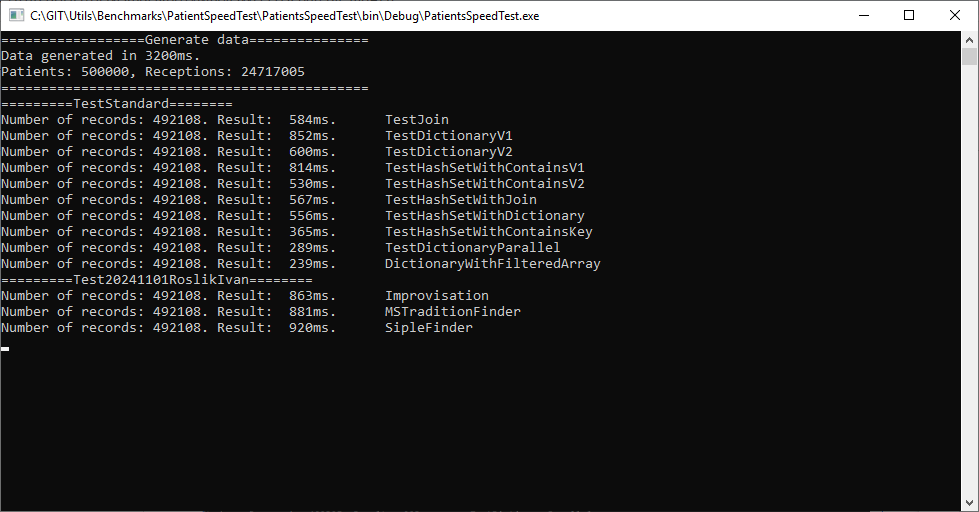 C:\GIT\Utils\Benchmarks\PatientSpeedTest\PatientsSpeedTest\bin\Debug\PatientsSpeedTest.exe
==================Generate data===============
Data generated in 3200ms.
Patients: 500000, Receptions: 24717005
==============================================
=========TestStandard========
Number of records: 492108. Result:  584ms.      TestJoin
Number of records: 492108. Result:  852ms.      TestDictionaryV1
Number of records: 492108. Result:  600ms.      TestDictionaryV2
Number of records: 492108. Result:  814ms.      TestHashSetWithContainsV1
Number of records: 492108. Result:  530ms.      TestHashSetWithContainsV2
Number of records: 492108. Result:  567ms.      TestHashSetWithJoin
Number of records: 492108. Result:  556ms.      TestHashSetWithDictionary
Number of records: 492108. Result:  365ms.      TestHashSetWithContainsKey
Number of records: 492108. Result:  289ms.      TestDictionaryParallel
Number of records: 492108. Result:  239ms.      DictionaryWithFilteredArray
=========Test20241101RoslikIvan========
Number of records: 492108. Result:  863ms.      Improvisation
Number of records: 492108. Result:  881ms.      MSTraditionFinder
Number of records: 492108. Result:  920ms.      SipleFinder